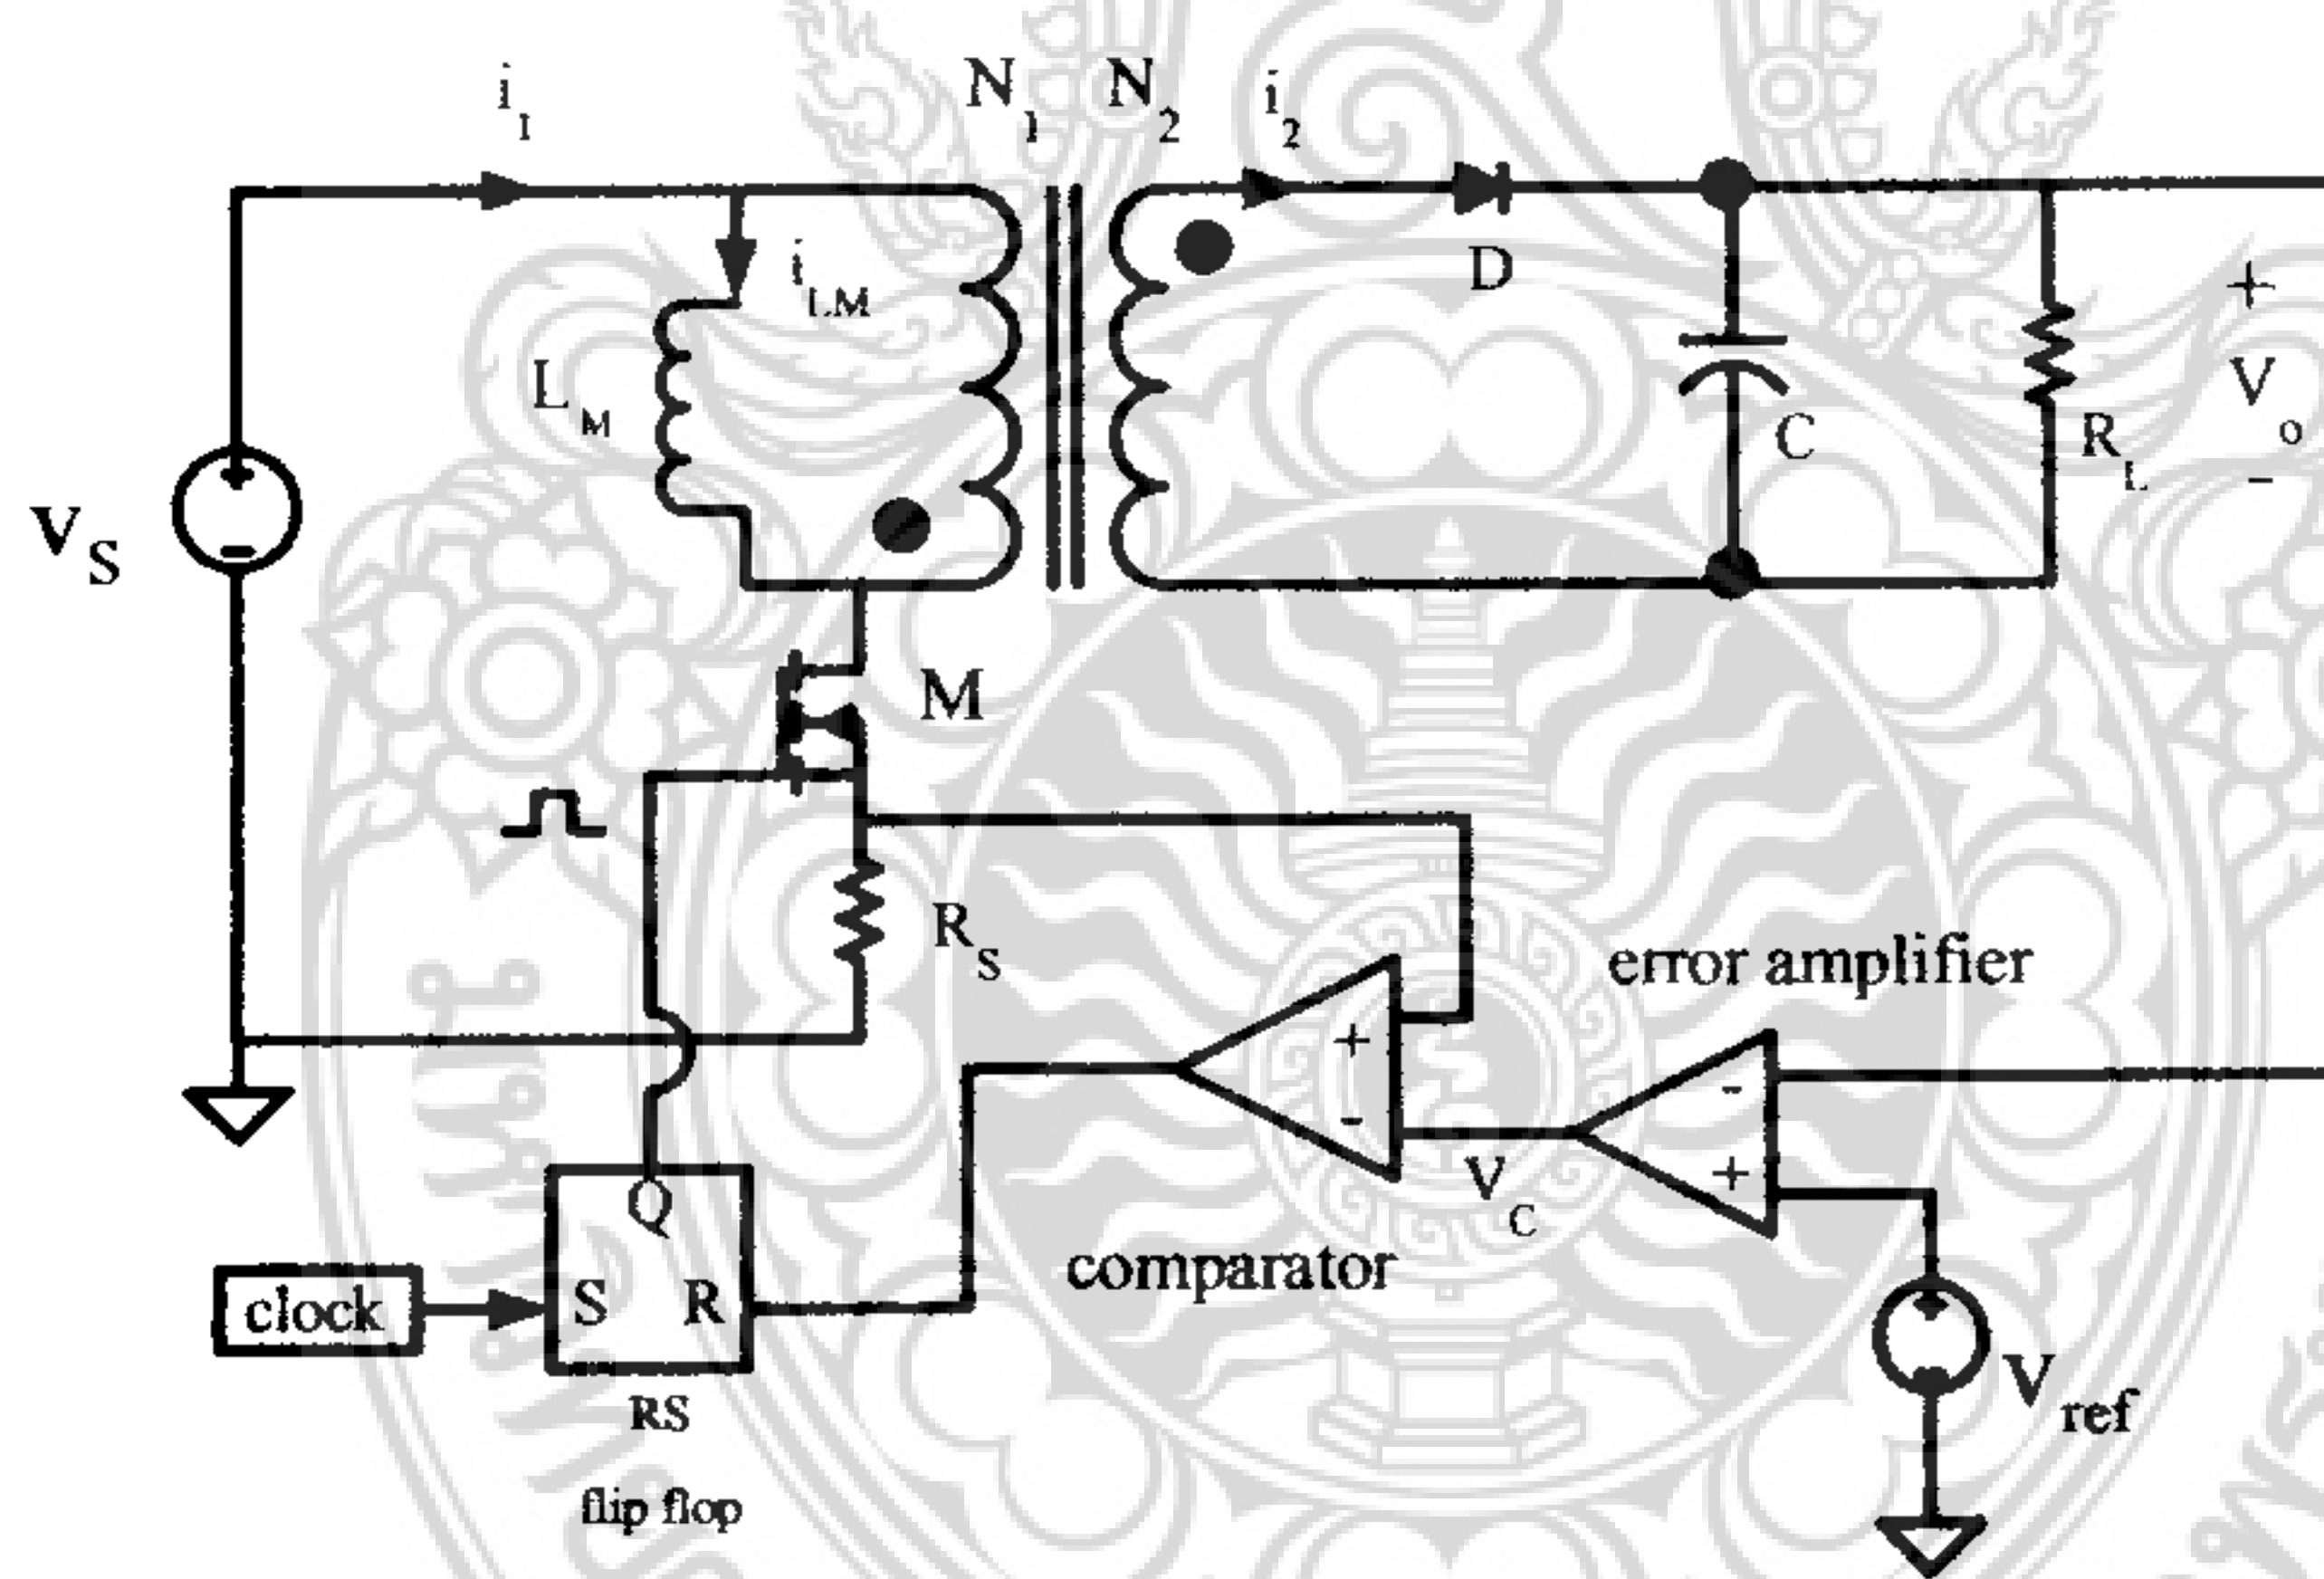 i1
N1
N2
i2
iLM
LM
D
C
RL
+
Vo
-
VS
M
RS
error amplifier
+
-
-
+
VC
Q
S
R
clock
comparator
RS
flip flop
Vref